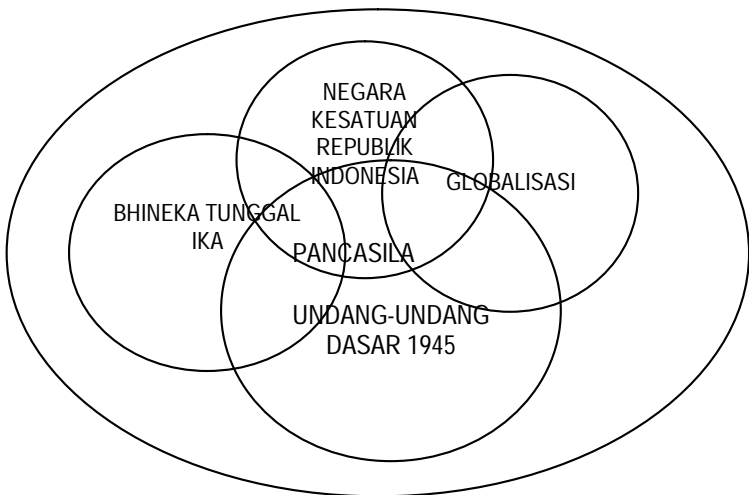 NEGARA
KESATUAN
REPUBLIK
INDONESIA
GLOBALISASI
BHINEKA TUNGGAL
IKA
PANCASILA
UNDANG-UNDANG
DASAR 1945